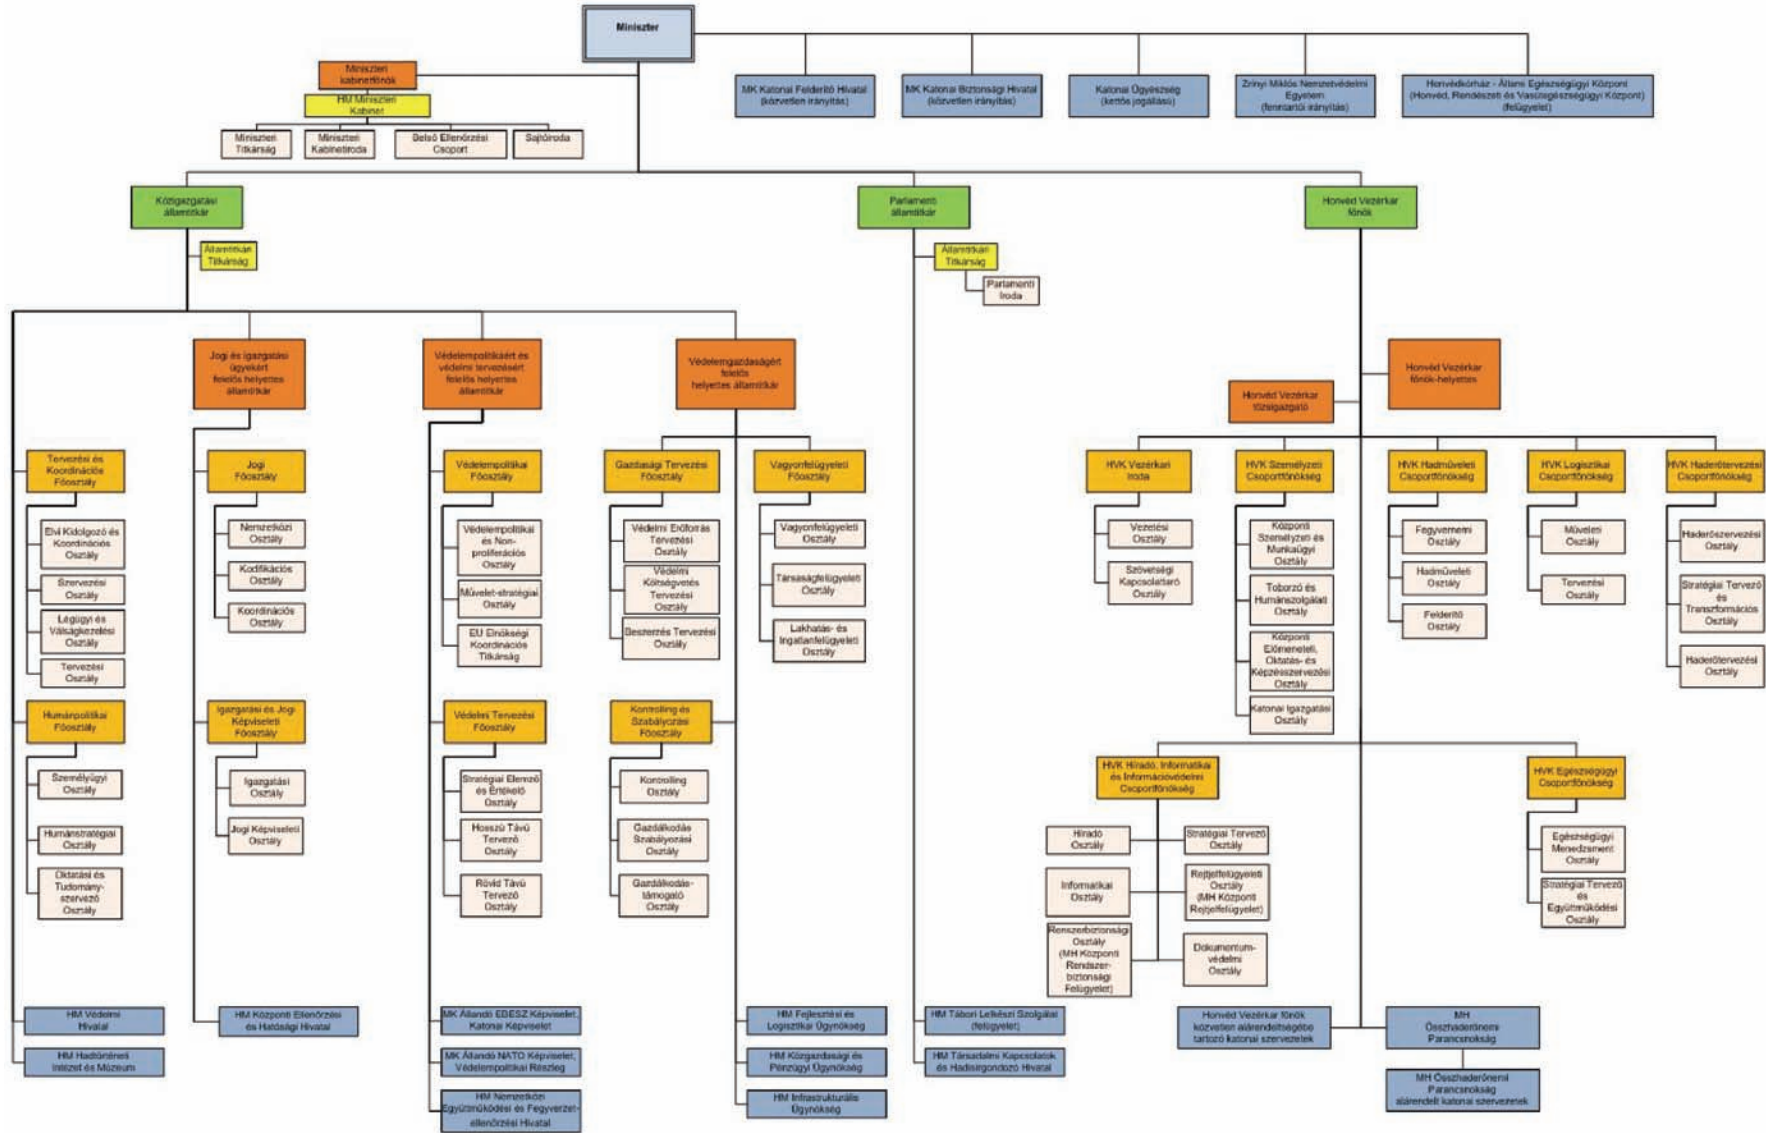 Miniszter
Miniszteri
kabinetfőnök
HM Miniszteri
Kabinet
Miniszteri
Titkárság
Miniszteri
Kabinetiroda
Belső Ellenőrzési
Csoport
Sajtóiroda
MK Katonai Felderítő Hivatal
(közvetlen irányítás)
MK Katonai Biztonsági Hivatal
(közvetlen irányítás)
Katonai Ügyészség
(kettős jogállású)
Zrínyi Miklós Nemzetvédelmi
Egyetem
(fenntartói irányítás)
Honvédkórház - Állami Egészségügyi Központ
(Honvéd, Rendészeti és Vasútegészségügyi Központ)
(felügyelet)
Közigazgatási
államtitkár
Parlamenti
államtitkár
Honvéd Vezérkar
főnök
Államtitkári
Titkárság
Államtitkári
Titkárság
Parlamenti
Iroda
Jogi és igazgatási
ügyekért
felelős helyettes
államtitkár
Védelempolitikáért és
védelmi tervezésért
felelős helyettes
államtitkár
Védelemgazdaságért
felelős
helyettes államtitkár
Honvéd Vezérkar
főnök-helyettes
Honvéd Vezérkar
törzsigazgató
Tervezési és
Koordinációs
Főosztály
Elvi Kidolgozó és
Koordinációs
Osztály
Szervezési
Osztály
Légügyi és
Válságkezelési
Osztály
Tervezési
Osztály
Humánpolitikai
Főosztály
Személyügyi
Osztály
Humánstratégiai
Osztály
Oktatási és
Tudomány-
szervező
Osztály
HM Védelmi
Hivatal
HM Hadtörténeti
Intézet és Múzeum
Jogi
Főosztály
Nemzetközi
Osztály
Kodifikációs
Osztály
Koordinációs
Osztály
Igazgatási és Jogi
Képviseleti
Főosztály
Igazgatási
Osztály
Jogi Képviseleti
Osztály
HM Központi Ellenőrzési
és Hatósági Hivatal
Védelempolitikai
Főosztály
Védelempolitikai
és Non-
proliferációs
Osztály
Művelet-stratégiai
Osztály
EU Elnökségi
Koordinációs
Titkárság
Védelmi Tervezési
Főosztály
Stratégiai Elemző
és Értékelő
Osztály
Hosszú Távú
Tervező
Osztály
Rövid Távú
Tervező
Osztály
MK Állandó EBESZ Képviselet,
Katonai Képviselet
MK Állandó NATO Képviselet,
Védelempolitikai Részleg
HM Nemzetközi
Együttműködési és Fegyverzet-
ellenőrzési Hivatal
Gazdasági Tervezési
Főosztály
Védelmi Erőforrás
Tervezési
Osztály
Védelmi
Költségvetés
Tervezési
Osztály
Beszerzés Tervezési
Osztály
Vagyonfelügyeleti
Főosztály
Vagyonfelügyeleti
Osztály
Társaságfelügyeleti
Osztály
Lakhatás- és
Ingatlanfelügyeleti
Osztály
Kontrolling és
Szabályozási
Főosztály
Kontrolling
Osztály
Gazdálkodás
Szabályozási
Osztály
Gazdálkodás-
támogató
Osztály
HM Fejlesztési és
Logisztikai Ügynökség
HM Közgazdasági és
Pénzügyi Ügynökség
HM Infrastrukturális
Ügynökség
HM Tábori Lelkészi Szolgálat
(felügyelet)
HM Társadalmi Kapcsolatok
és Hadisírgondozó Hivatal
HVK Vezérkari
Iroda
Vezetési
Osztály
Szövetségi
Kapcsolattartó
Osztály
HVK Személyzeti
Csoportfőnökség
Központi
Személyzeti és
Munkaügyi
Osztály
Toborzó és
Humánszolgálati
Osztály
Központi
Előmeneteli,
Oktatás- és
Képzésszervezési
Osztály
Katonai Igazgatási
Osztály
HVK Hadműveleti
Csoportfőnökség
Fegyvernemi
Osztály
Hadműveleti
Osztály
Felderítő
Osztály
HVK Logisztikai
Csoportfőnökség
Műveleti
Osztály
Tervezési
Osztály
HVK Haderőtervezési
Csoportfőnökség
Haderőszervezési
Osztály
Stratégiai Tervező
és
Transzformációs
Osztály
Haderőtervezési
Osztály
HVK Híradó, Informatikai
és Információvédelmi
Csoportfőnökség
Híradó
Osztály
Stratégiai Tervező
Osztály
Informatikai
Osztály
Rejtjelfelügyeleti
Osztály
(MH Központi
Rejtjelfelügyelet)
Renszerbiztonsági
Osztály
(MH Központi
Rendszer-
biztonsági
Felügyelet)
Dokumentum-
védelmi
Osztály
HVK Egészségügyi
Csoportfőnökség
Egészségügyi
Menedzsment
Osztály
Stratégiai Tervező
és
Együttműködési
Osztály
Honvéd Vezérkar főnök
közvetlen alárendeltségébe
tartozó katonai szervezetek
MH
Összhaderőnemi
Parancsnokság
MH Összhaderőnemi
Parancsnokság
alárendelt katonai szervezetek